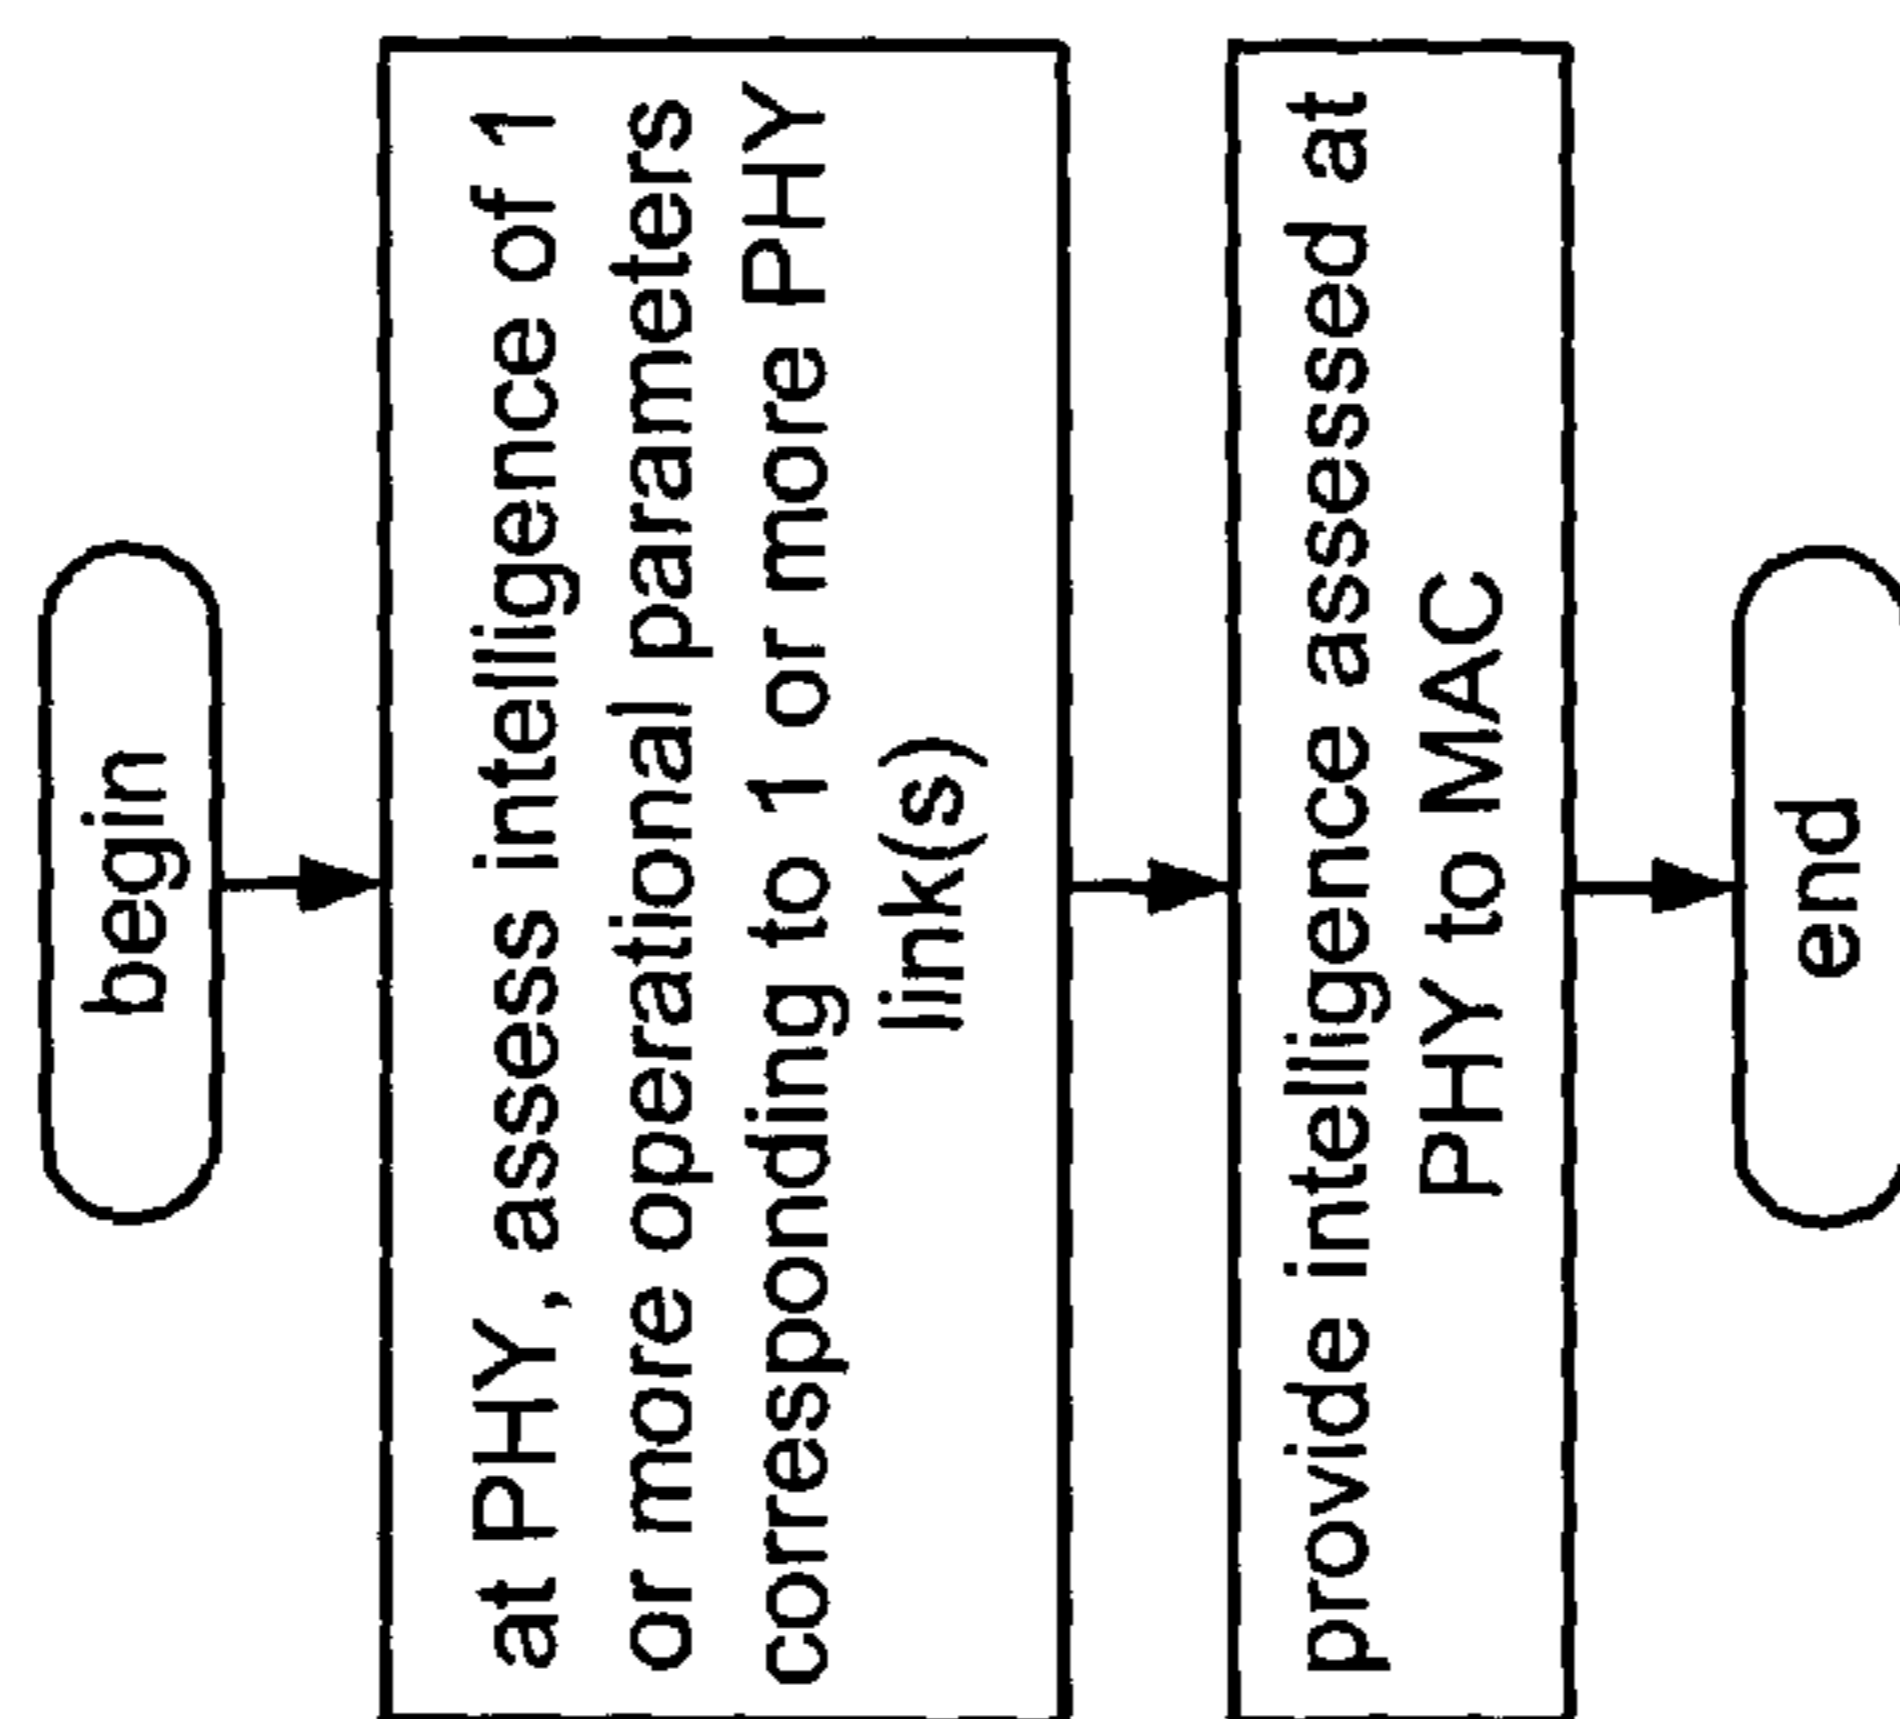 begin
at PHY, assess intelligence of 1
or more operational parameters
corresponding to 1 or more PHY
link(s)
provide intelligence assessed at
PHY to MAC
end